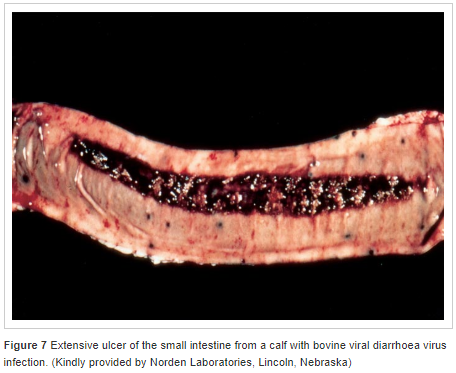 Figure 7 Extensive ulcer of the small intestine from a calf with bovine viral diarrhoea virus
infection. (Kindly provided by Norden Laboratories, Lincoln, Nebraska)